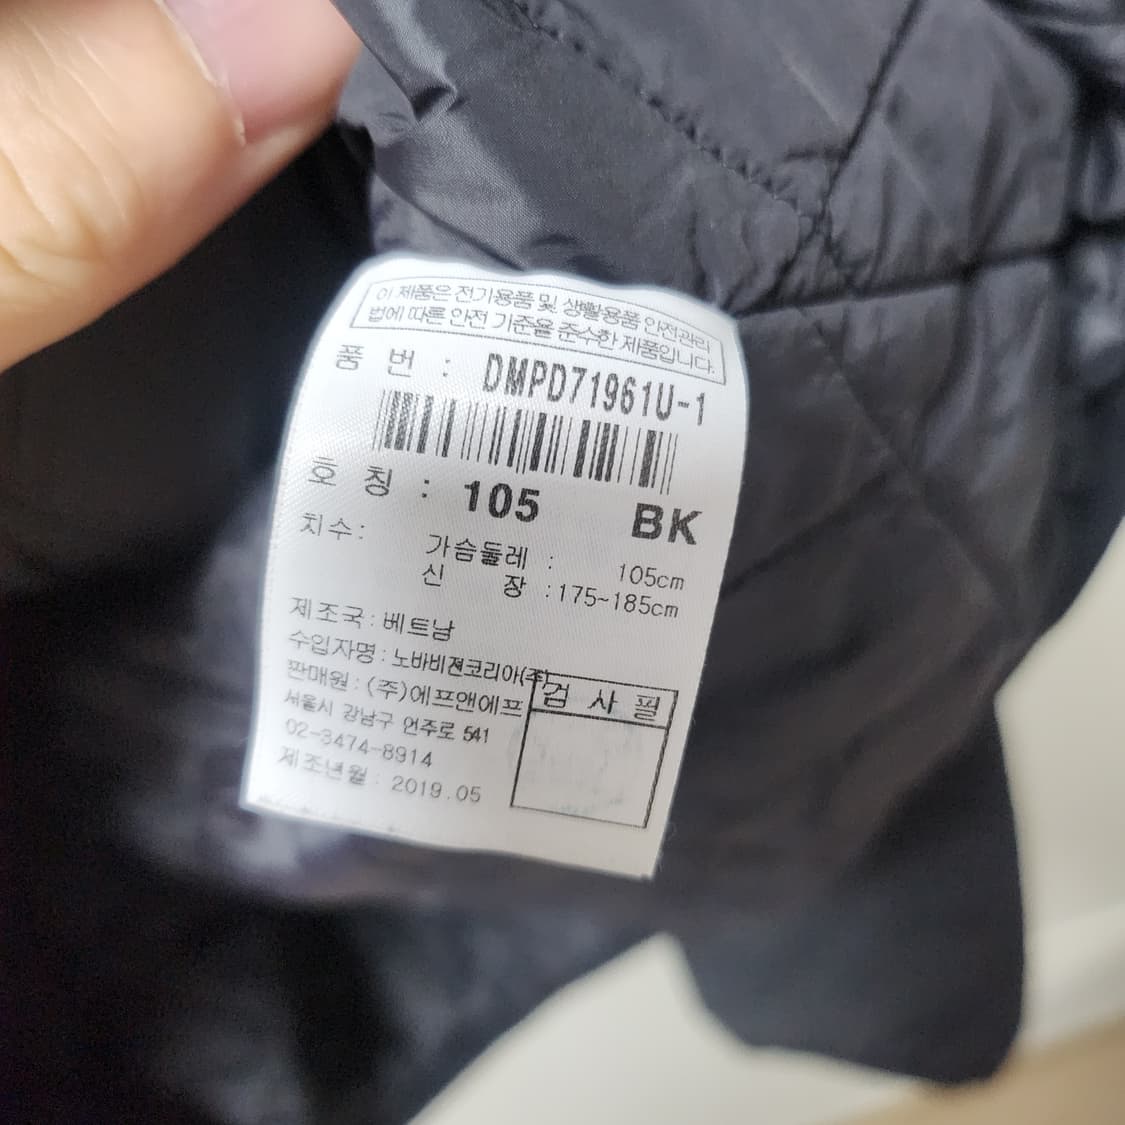 이 제품은 전기용품 및 생활용품 안전관리
법에 따른 안전 기준을 준수한 제품입니다.
품 번 : DMPD71961U-1
호 칭 : 105 BK
치수:
가슴둘레 : 105cm
신 장 :175~185cm
제조국 : 베트남
수입자명 : 노바비젼코리아(주)
판매원 : (주)에프앤에프
서울시 강남구 언주로 541
02-3474-8914
제조년월 : 2019.05
검 사 필